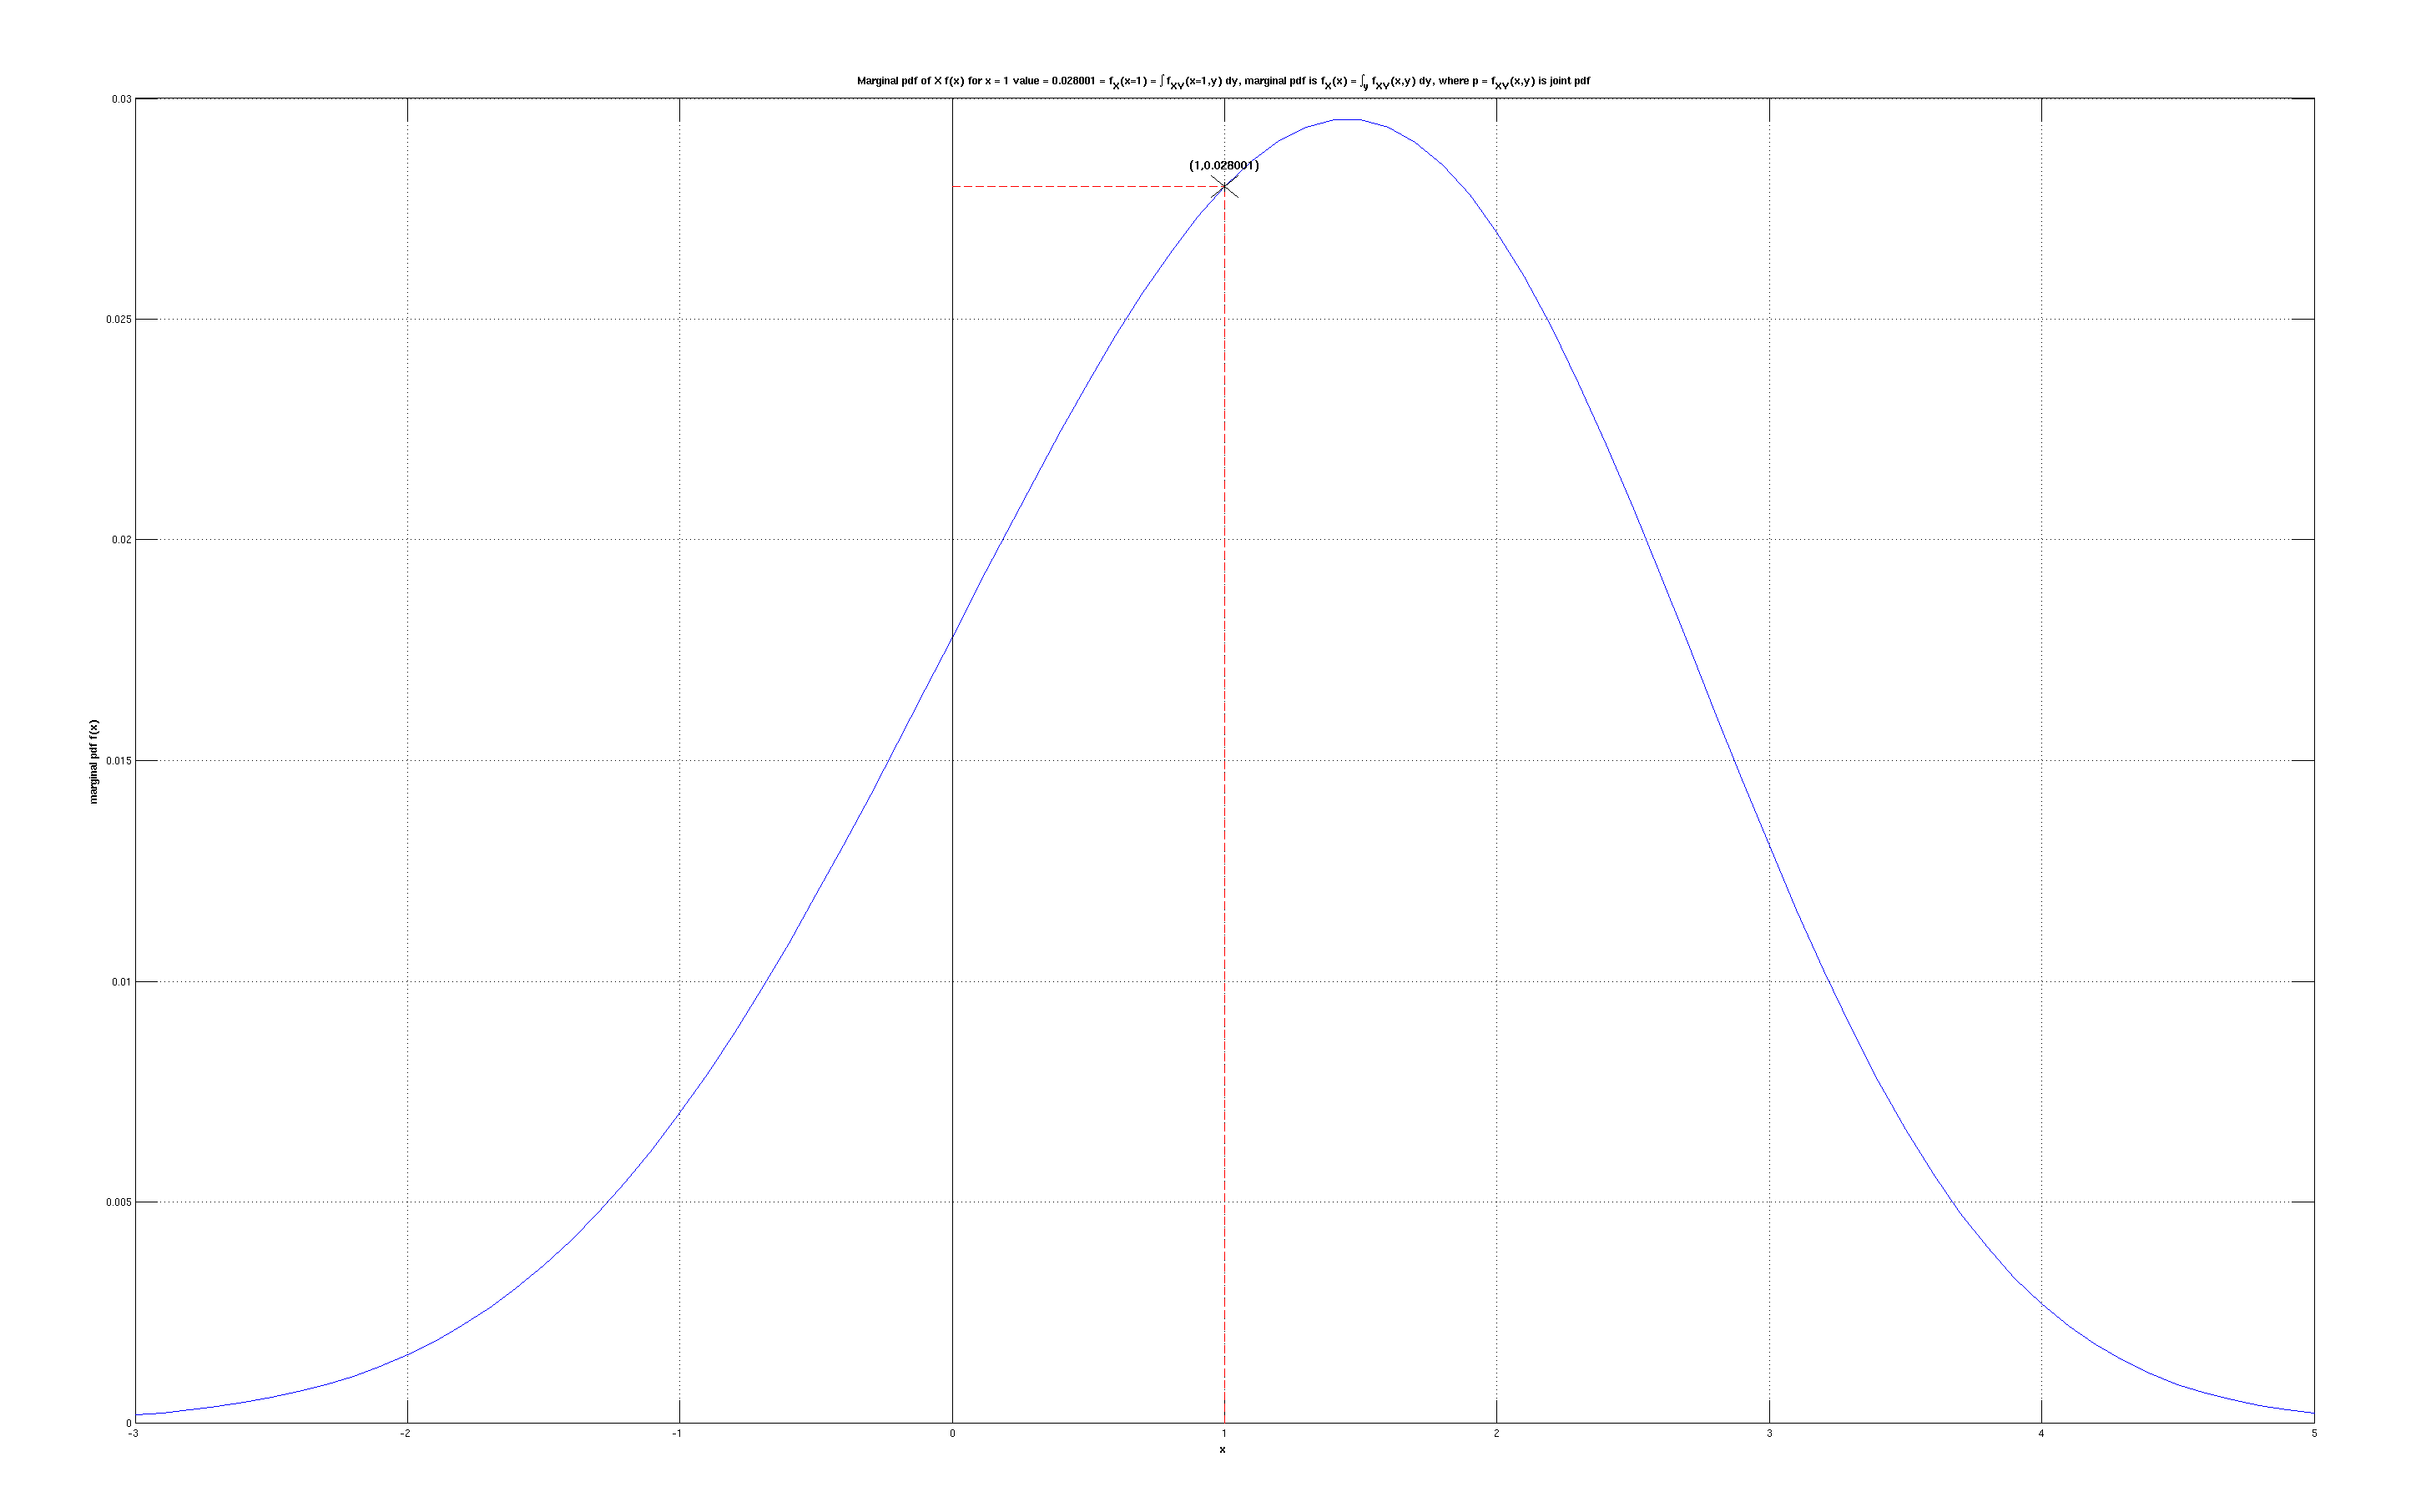 Marginal pdf of X f(x) for x = 1 value = 0.028001 = f_X(x=1) = ∫ f_XY(x=1,y) dy, marginal pdf is f_X(x) = ∫_y f_XY(x,y) dy, where p = f_XY(x,y) is joint pdf
0.03
(1,0.028001)
0.025
0.02
marginal pdf f(x)
0.015
0.01
0.005
0
-3 -2 -1 0 1 2 3 4 5
x